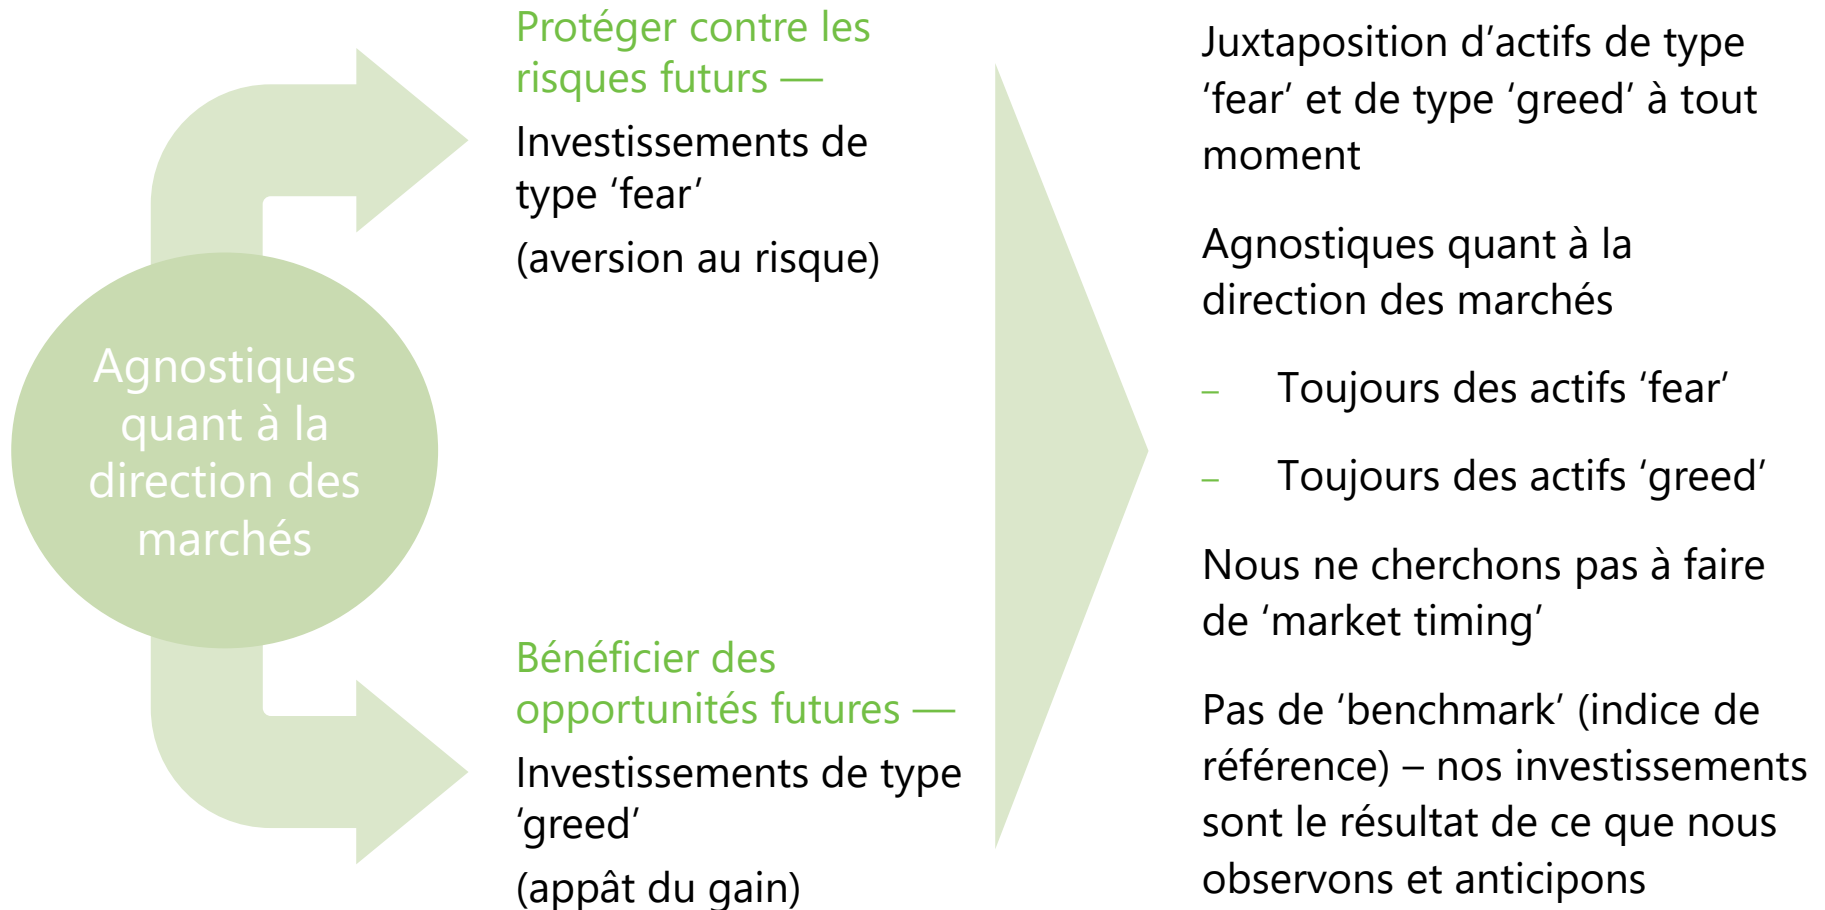 Agnostiques
quant à la
direction des
marchés
Protéger contre les
risques futurs —
Investissements de
type ‘fear’
(aversion au risque)
Bénéficier des
opportunités futures —
Investissements de type
‘greed’
(appât du gain)
Juxtaposition d’actifs de type
‘fear’ et de type ‘greed’ à tout
moment
Agnostiques quant à la
direction des marchés
– Toujours des actifs ‘fear’
– Toujours des actifs ‘greed’
Nous ne cherchons pas à faire
de ‘market timing’
Pas de ‘benchmark’ (indice de
référence) – nos investissements
sont le résultat de ce que nous
observons et anticipons